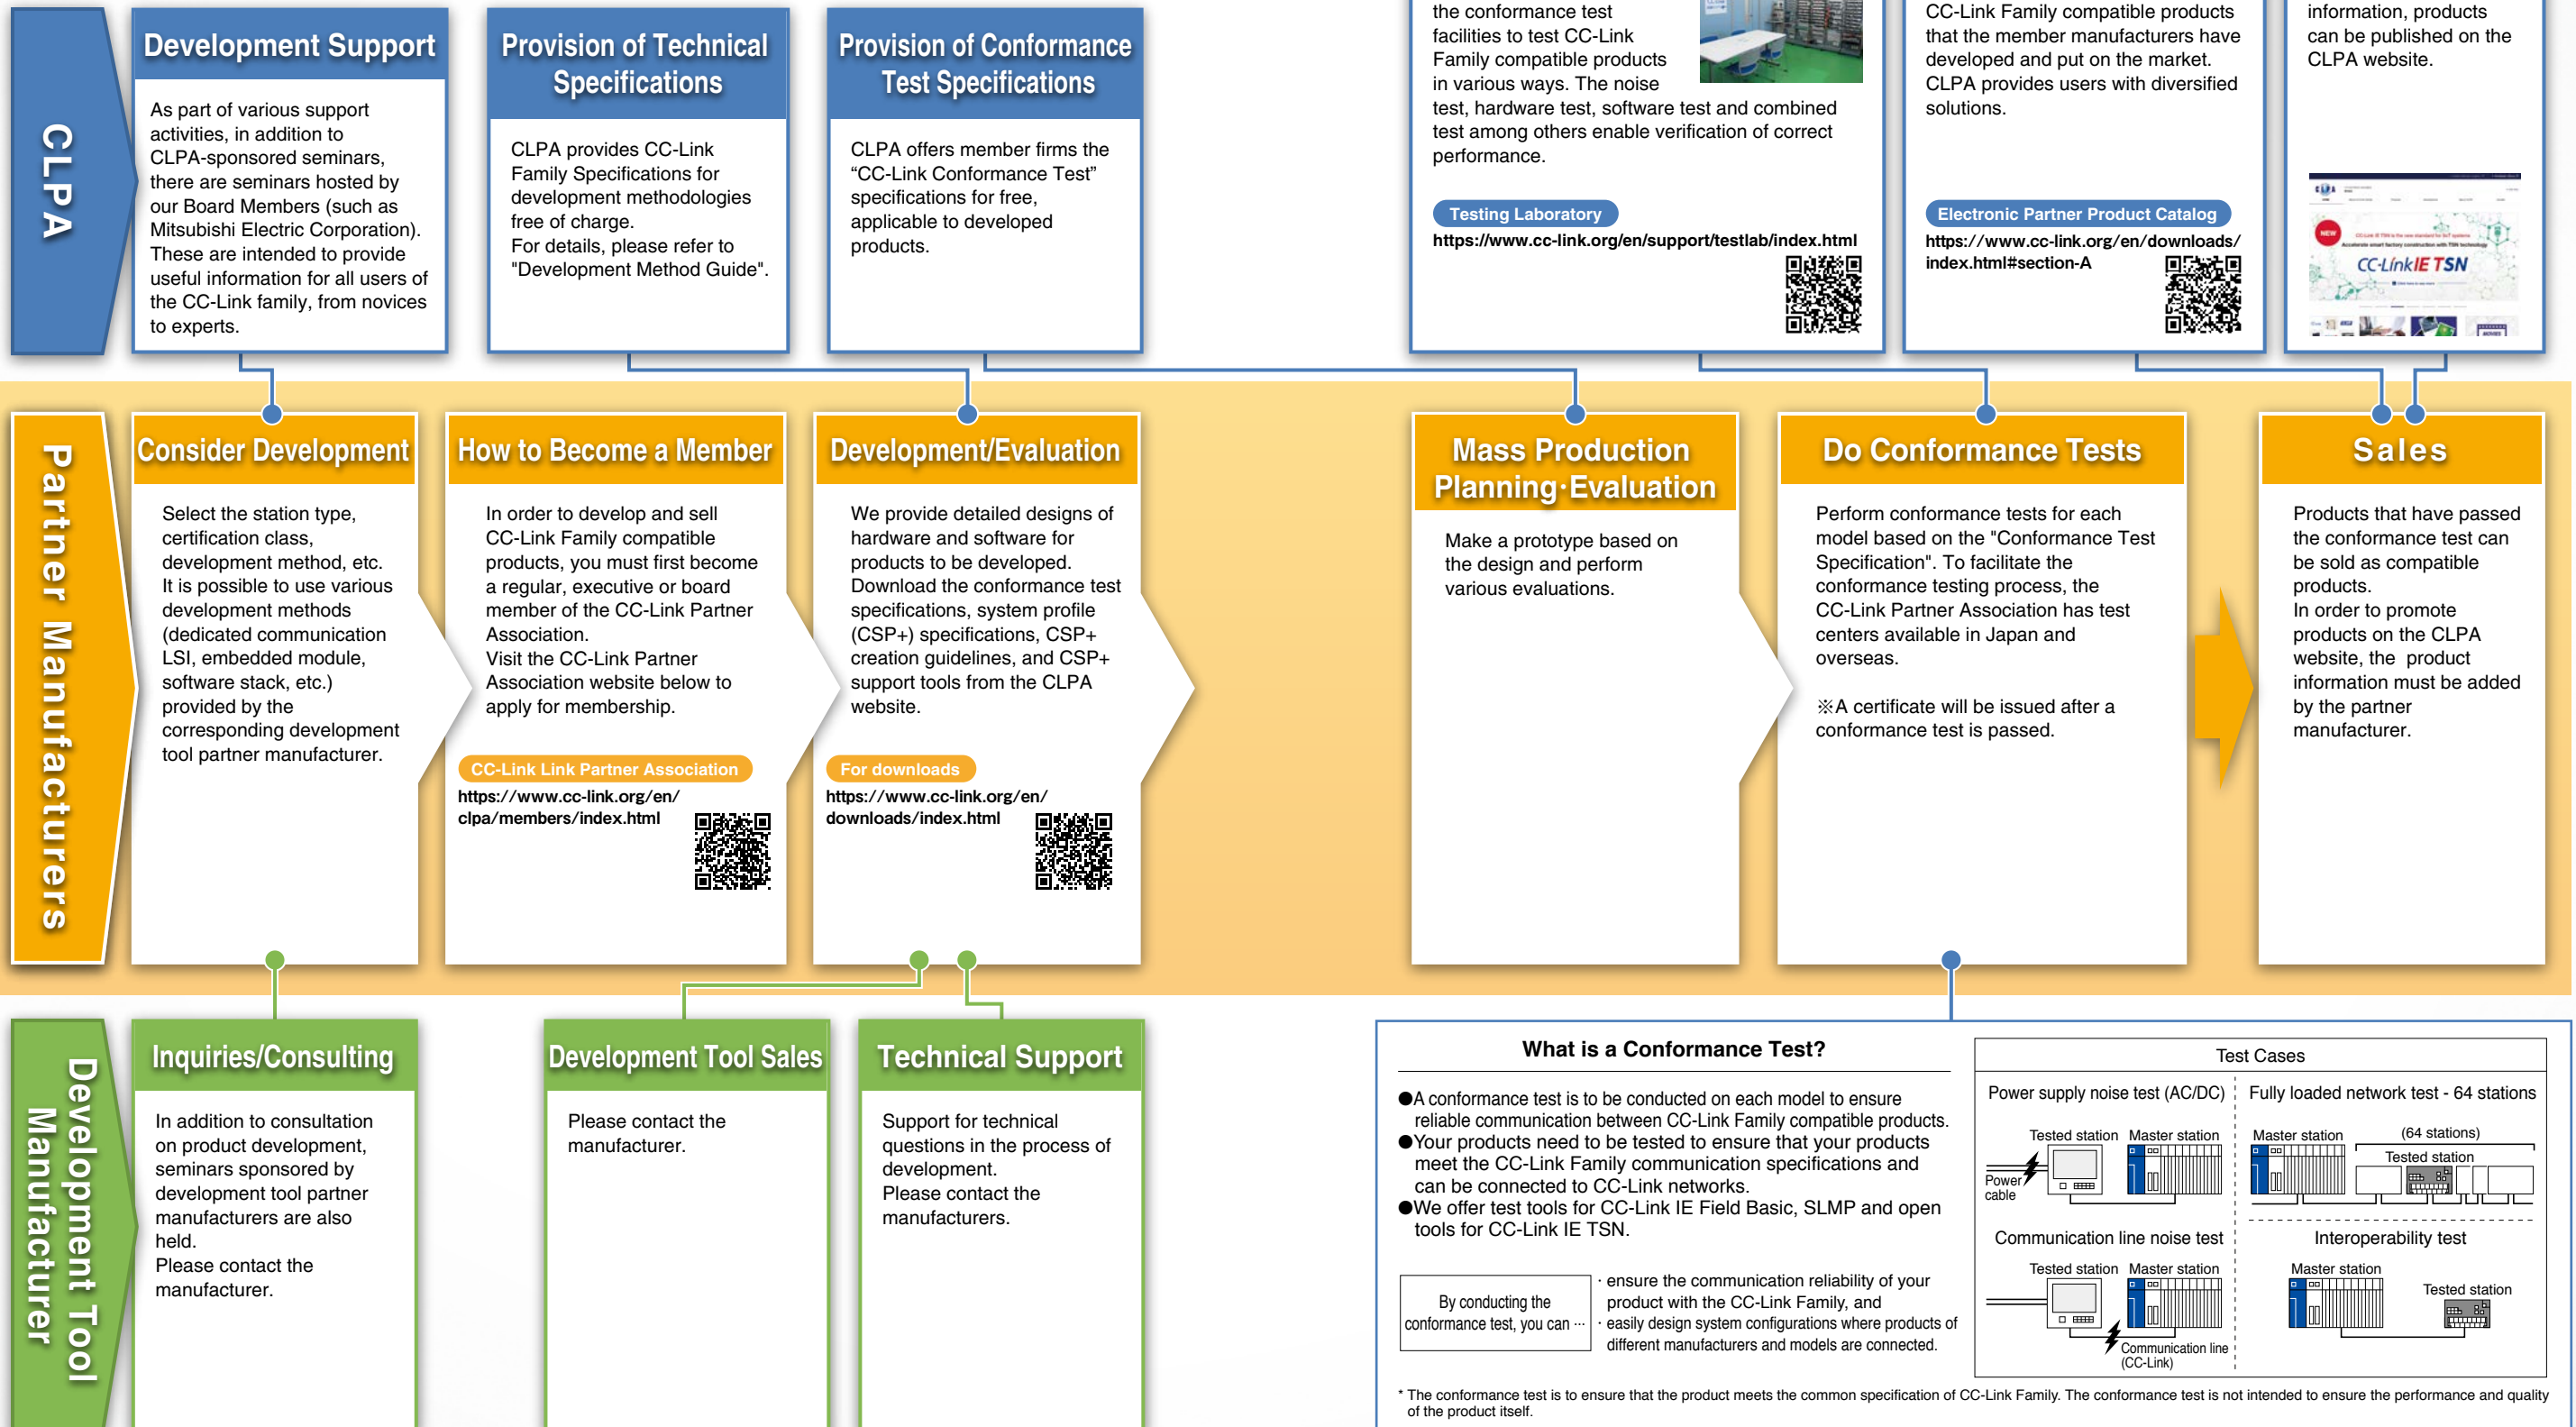 CLPA
Development Support
As part of various support
activities, in addition to
CLPA-sponsored seminars,
there are seminars hosted by
our Board Members (such as
Mitsubishi Electric Corporation).
These are intended to provide
useful information for all users of
the CC-Link family, from novices
to experts.
Provision of Technical
Specifications
CLPA provides CC-Link
Family Specifications for
development methodologies
free of charge.
For details, please refer to
"Development Method Guide".
Provision of Conformance
Test Specifications
CLPA offers member firms the
“CC-Link Conformance Test”
specifications for free,
applicable to developed
products.
the conformance test
facilities to test CC-Link
Family compatible products
in various ways. The noise
test, hardware test, software test and combined
test among others enable verification of correct
performance.
Testing Laboratory
https://www.cc-link.org/en/support/testlab/index.html
CC-Link Family compatible products
that the member manufacturers have
developed and put on the market.
CLPA provides users with diversified
solutions.
Electronic Partner Product Catalog
https://www.cc-link.org/en/downloads/
index.html#section-A
information, products
can be published on the
CLPA website.
CLPA
NEW
CC-Link IE TSN is the new standard for IIoT systems
Accelerate smart factory construction with TSN technology
CC-Link IE TSN
Click here to see more
MOVIES
Partner Manufacturers
Consider Development
Select the station type,
certification class,
development method, etc.
It is possible to use various
development methods
(dedicated communication
LSI, embedded module,
software stack, etc.)
provided by the
corresponding development
tool partner manufacturer.
How to Become a Member
In order to develop and sell
CC-Link Family compatible
products, you must first become
a regular, executive or board
member of the CC-Link Partner
Association.
Visit the CC-Link Partner
Association website below to
apply for membership.
CC-Link Link Partner Association
https://www.cc-link.org/en/
clpa/members/index.html
Development/Evaluation
We provide detailed designs of
hardware and software for
products to be developed.
Download the conformance test
specifications, system profile
(CSP+) specifications, CSP+
creation guidelines, and CSP+
support tools from the CLPA
website.
For downloads
https://www.cc-link.org/en/
downloads/index.html
Mass Production
Planning·Evaluation
Make a prototype based on
the design and perform
various evaluations.
Do Conformance Tests
Perform conformance tests for each
model based on the "Conformance Test
Specification". To facilitate the
conformance testing process, the
CC-Link Partner Association has test
centers available in Japan and
overseas.
※A certificate will be issued after a
conformance test is passed.
Sales
Products that have passed
the conformance test can
be sold as compatible
products.
In order to promote
products on the CLPA
website, the product
information must be added
by the partner
manufacturer.
Development Tool
Manufacturer
Inquiries/Consulting
In addition to consultation
on product development,
seminars sponsored by
development tool partner
manufacturers are also
held.
Please contact the
manufacturer.
Development Tool Sales
Please contact the
manufacturer.
Technical Support
Support for technical
questions in the process of
development.
Please contact the
manufacturers.
What is a Conformance Test?
●A conformance test is to be conducted on each model to ensure
reliable communication between CC-Link Family compatible products.
●Your products need to be tested to ensure that your products
meet the CC-Link Family communication specifications and
can be connected to CC-Link networks.
●We offer test tools for CC-Link IE Field Basic, SLMP and open
tools for CC-Link IE TSN.
By conducting the
conformance test, you can ···
· ensure the communication reliability of your
product with the CC-Link Family, and
· easily design system configurations where products of
different manufacturers and models are connected.
Test Cases
Power supply noise test (AC/DC)
Tested station Master station
Power
cable
Fully loaded network test - 64 stations
Master station (64 stations)
Tested station
Communication line noise test
Tested station Master station
Communication line
(CC-Link)
Interoperability test
Master station
Tested station
* The conformance test is to ensure that the product meets the common specification of CC-Link Family. The conformance test is not intended to ensure the performance and quality
of the product itself.